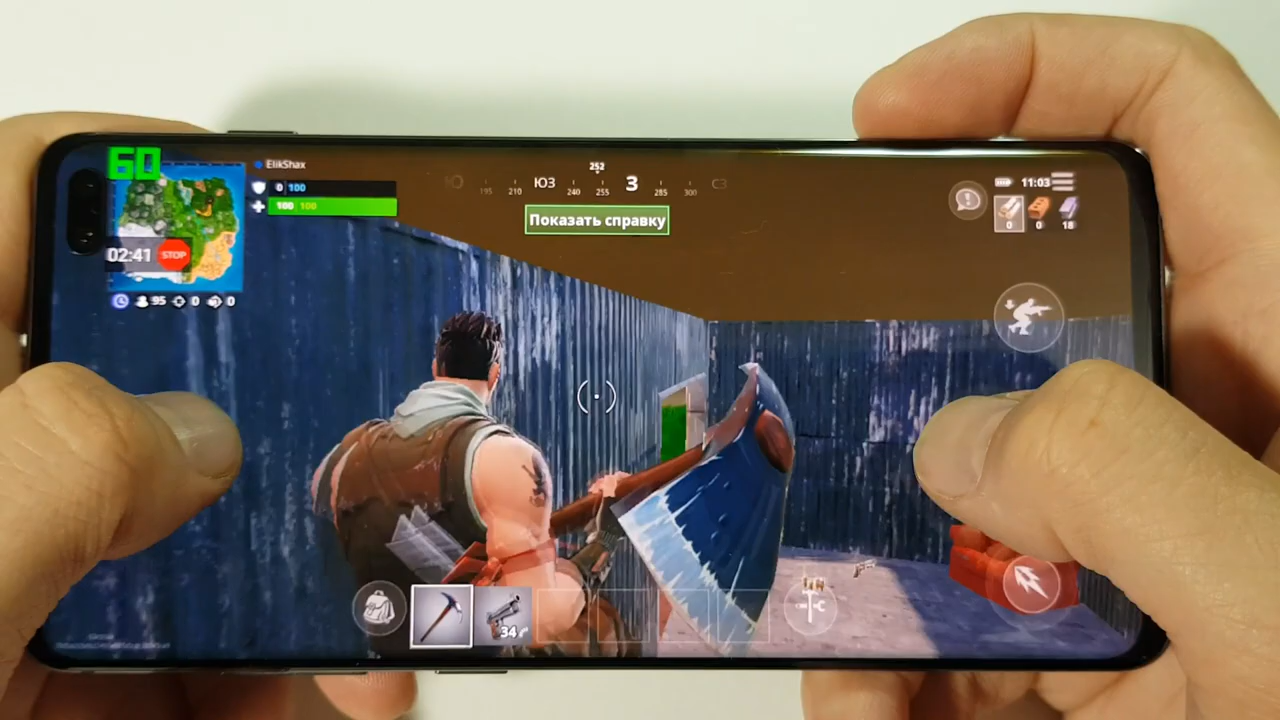 60
ElikShax
0 100
100 100
252
Ю 195 210 ЮЗ 240 255 З 285 300 СЗ
Показать справку
11:03
0 0 18
02:41 STOP
95 0 0
34